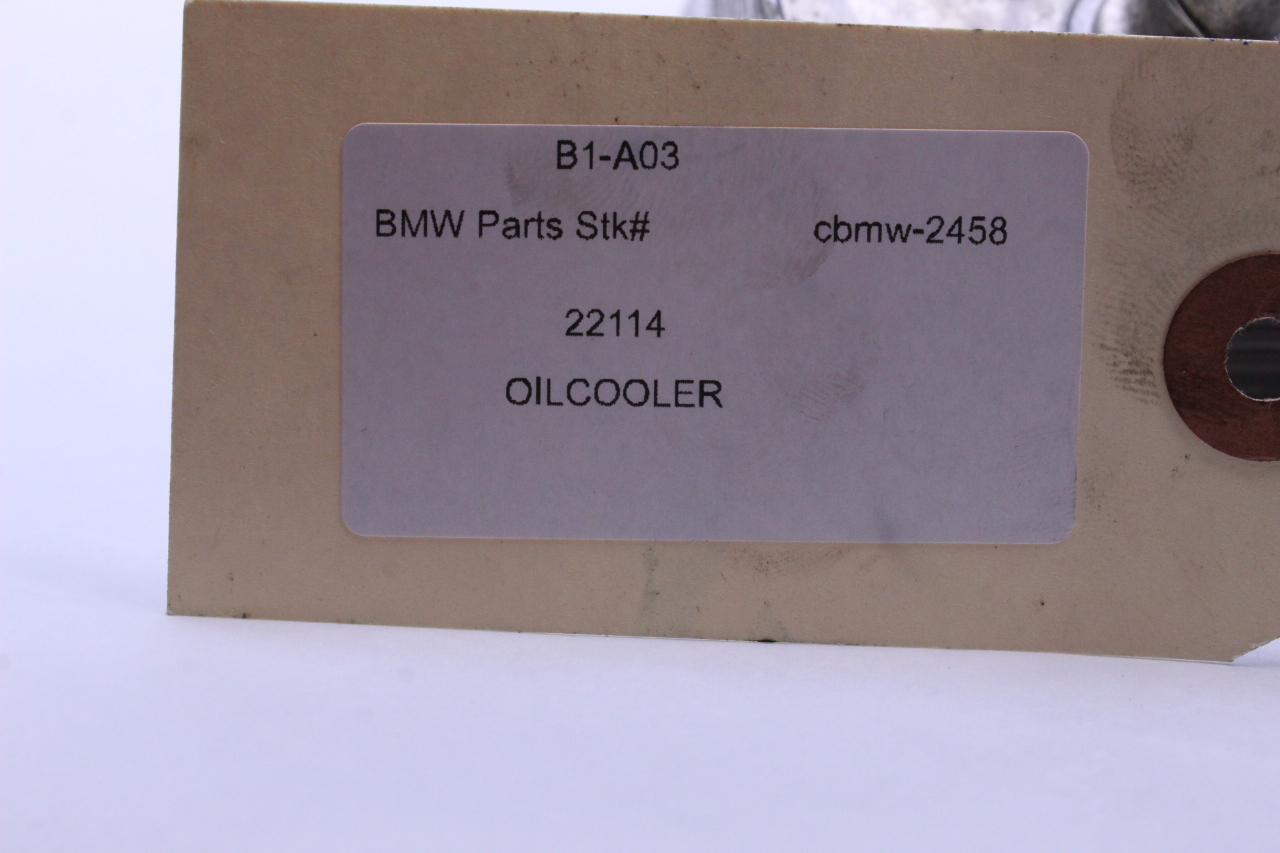 B1-A03
BMW Parts Stk# cbmw-2458
22114
OILCOOLER